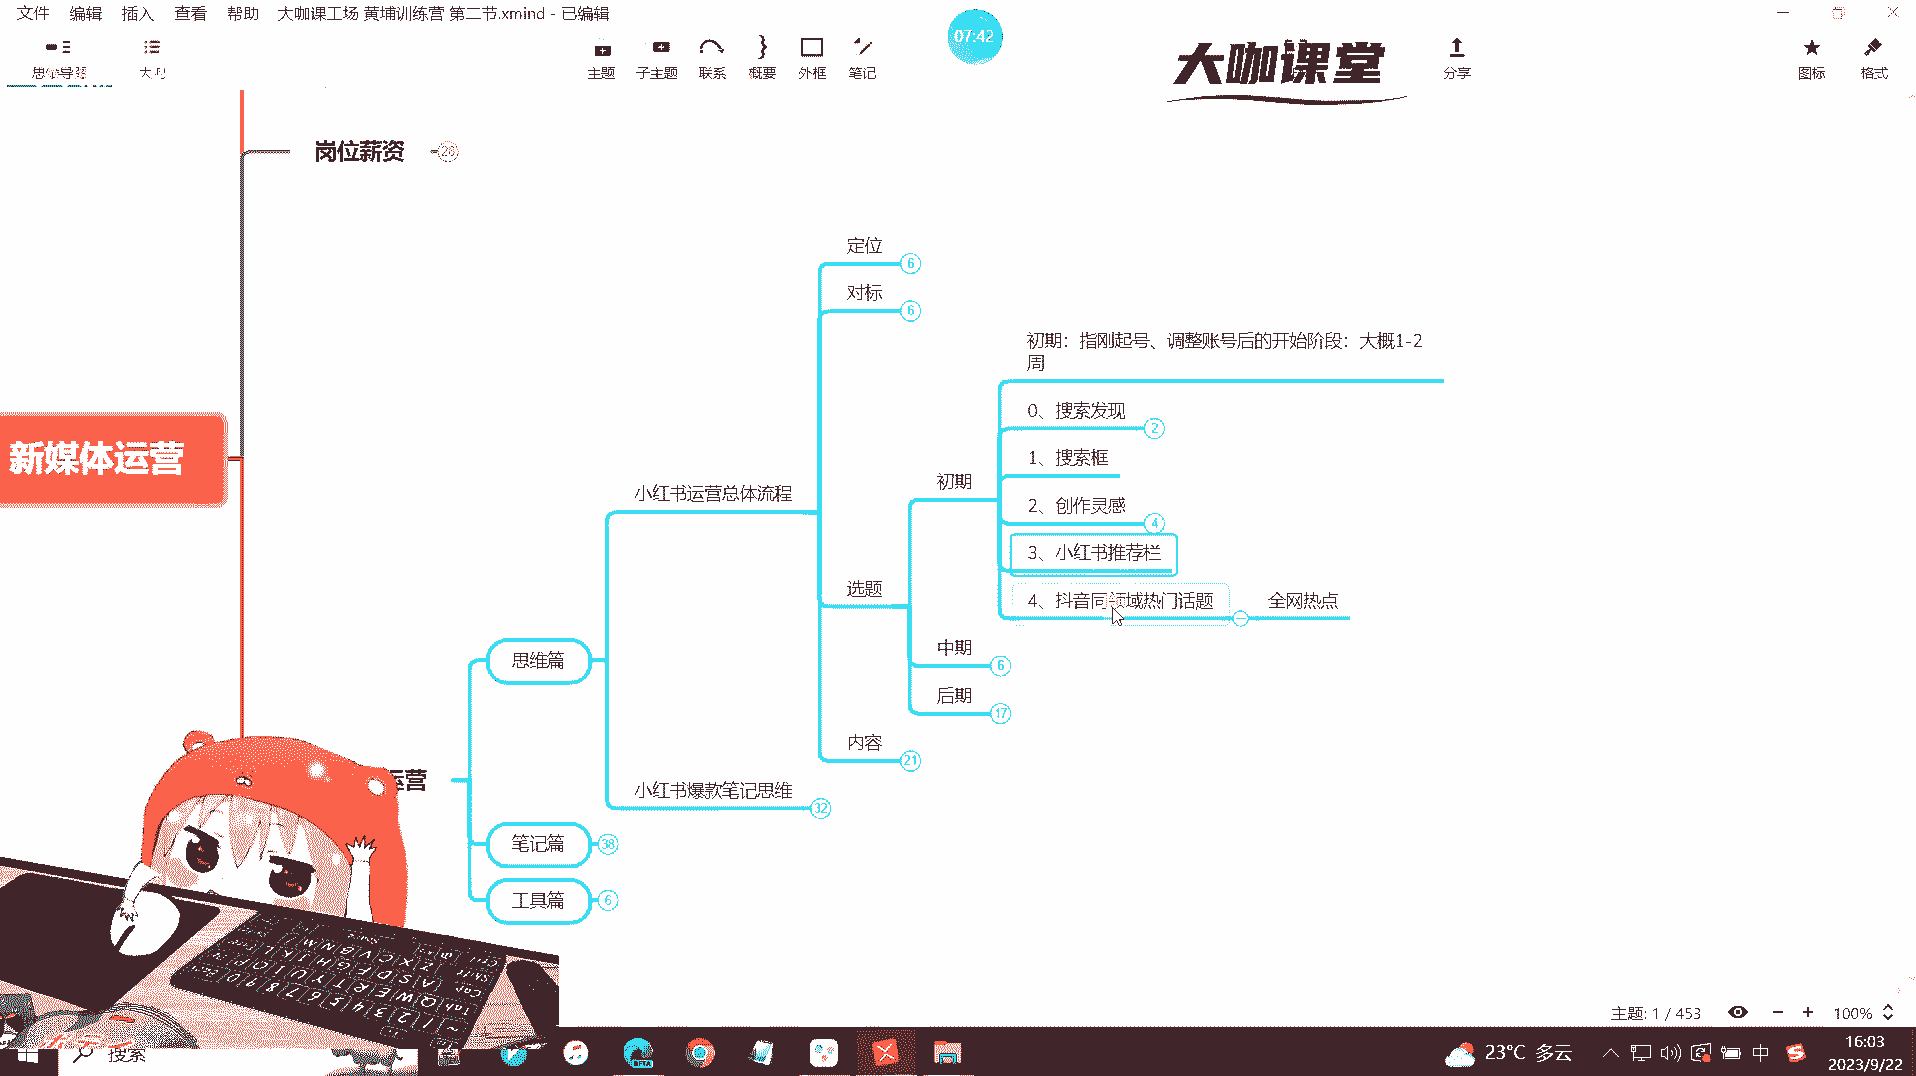 文件 编辑 插入 查看 帮助 大咖课工场 黄埔训练营 第二节.xmind - 已编辑
思维导图 大纲 主题 子主题 联系 概要 外框 笔记 07:42 大咖课堂 分享 图标 格式
岗位薪资 26
定位 6
对标 6
初期：指刚起号、调整账号后的开始阶段：大概1-2
周
0、搜索发现 2
1、搜索框
初期
2、创作灵感 4
3、小红书推荐栏
4、抖音同领域热门话题 全网热点
新媒体运营
小红书运营总体流程
选题
中期 6
后期 17
思维篇
内容 21
小红书爆款笔记思维 32
运营
笔记篇 38
工具篇 6
主题: 1 / 453 100%
搜索 23°C 多云 中 16:03
2023/9/22